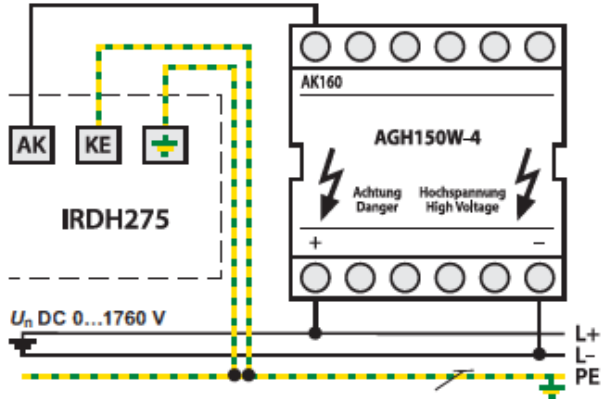 AK160
AGH150W-4
AK
KE
Achtung Hochspannung
Danger High Voltage
IRDH275
+ –
Un DC 0...1760 V
L+
L–
PE